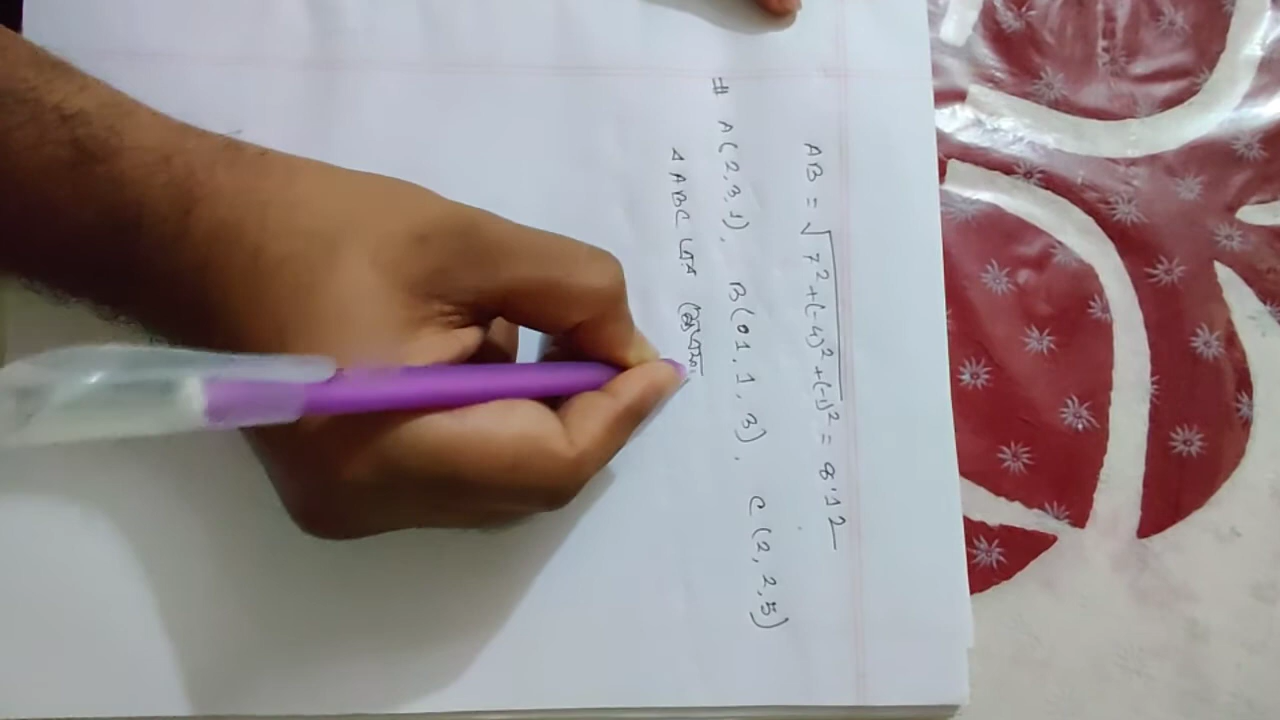 AB = √7²+(-4)²+(-1)² = 8.12
# A(2,3,1), B(01,1,3), C(2,2,5)
Δ ABC এর ক্ষেত্রফল